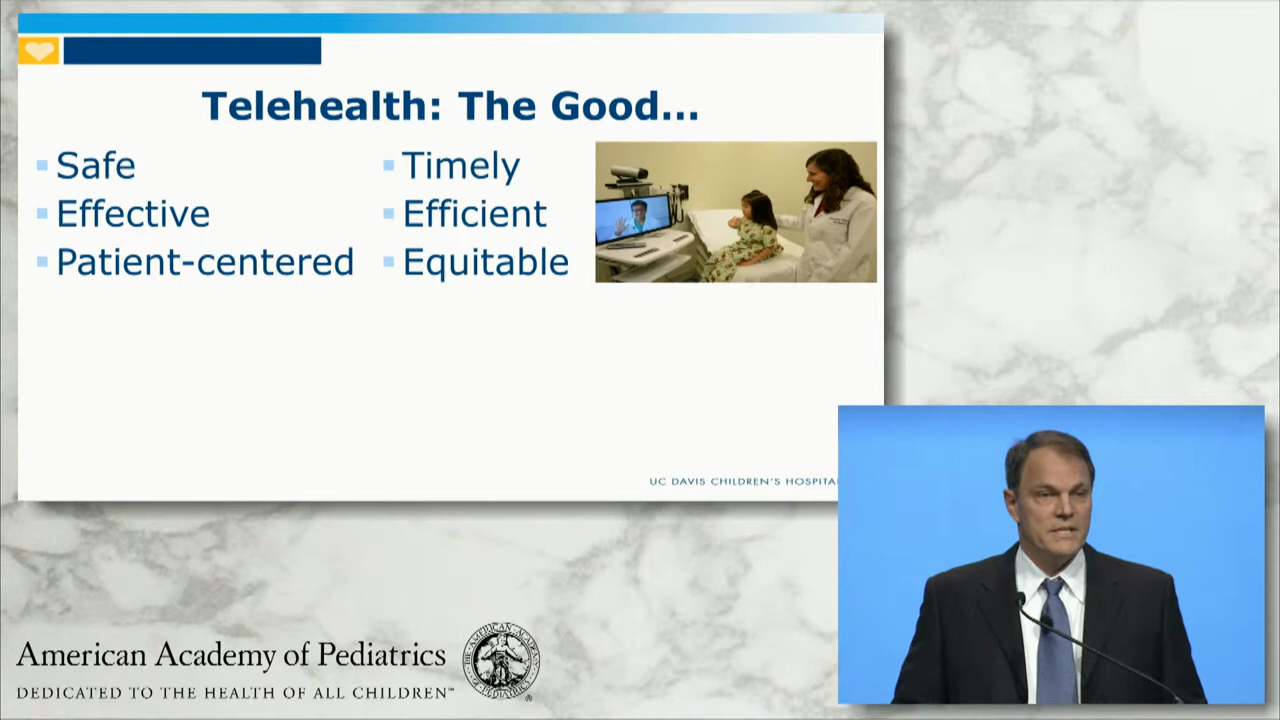 Telehealth: The Good...
Safe
Effective
Patient-centered
Timely
Efficient
Equitable
UC DAVIS CHILDREN'S HOSPITA
American Academy of Pediatrics
DEDICATED TO THE HEALTH OF ALL CHILDREN™